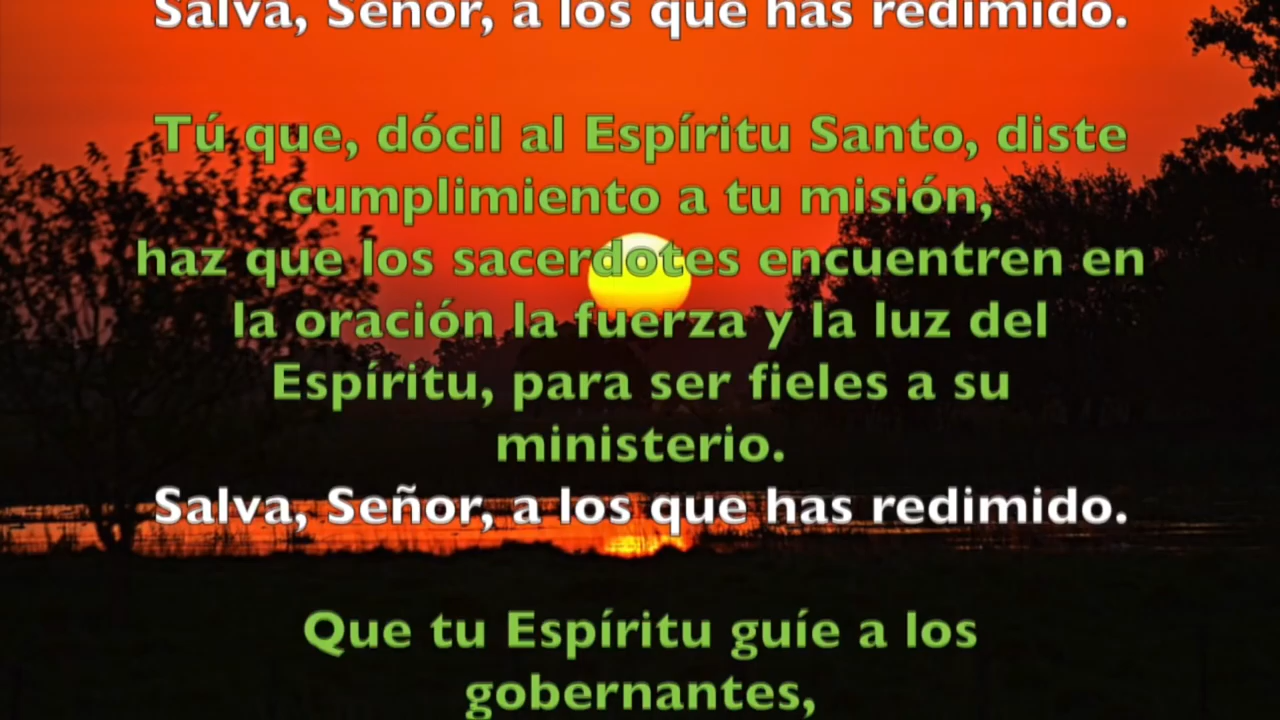 Salva, Señor, a los que has redimido.
Tú que, dócil al Espíritu Santo, diste
cumplimiento a tu misión,
haz que los sacerdotes encuentren en
la oración la fuerza y la luz del
Espíritu, para ser fieles a su
ministerio.
Salva, Señor, a los que has redimido.
Que tu Espíritu guíe a los
gobernantes,